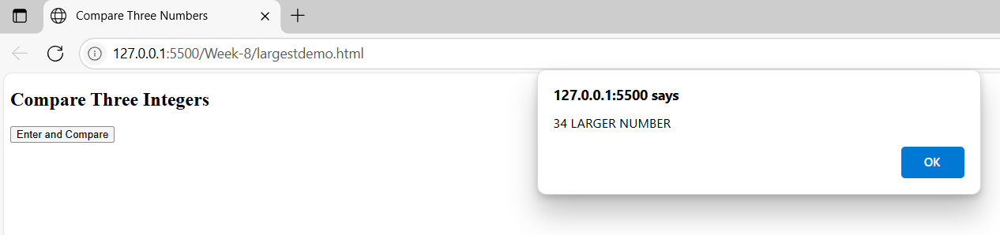 Compare Three Numbers
127.0.0.1:5500/Week-8/largestdemo.html
Compare Three Integers
Enter and Compare
127.0.0.1:5500 says
34 LARGER NUMBER
OK